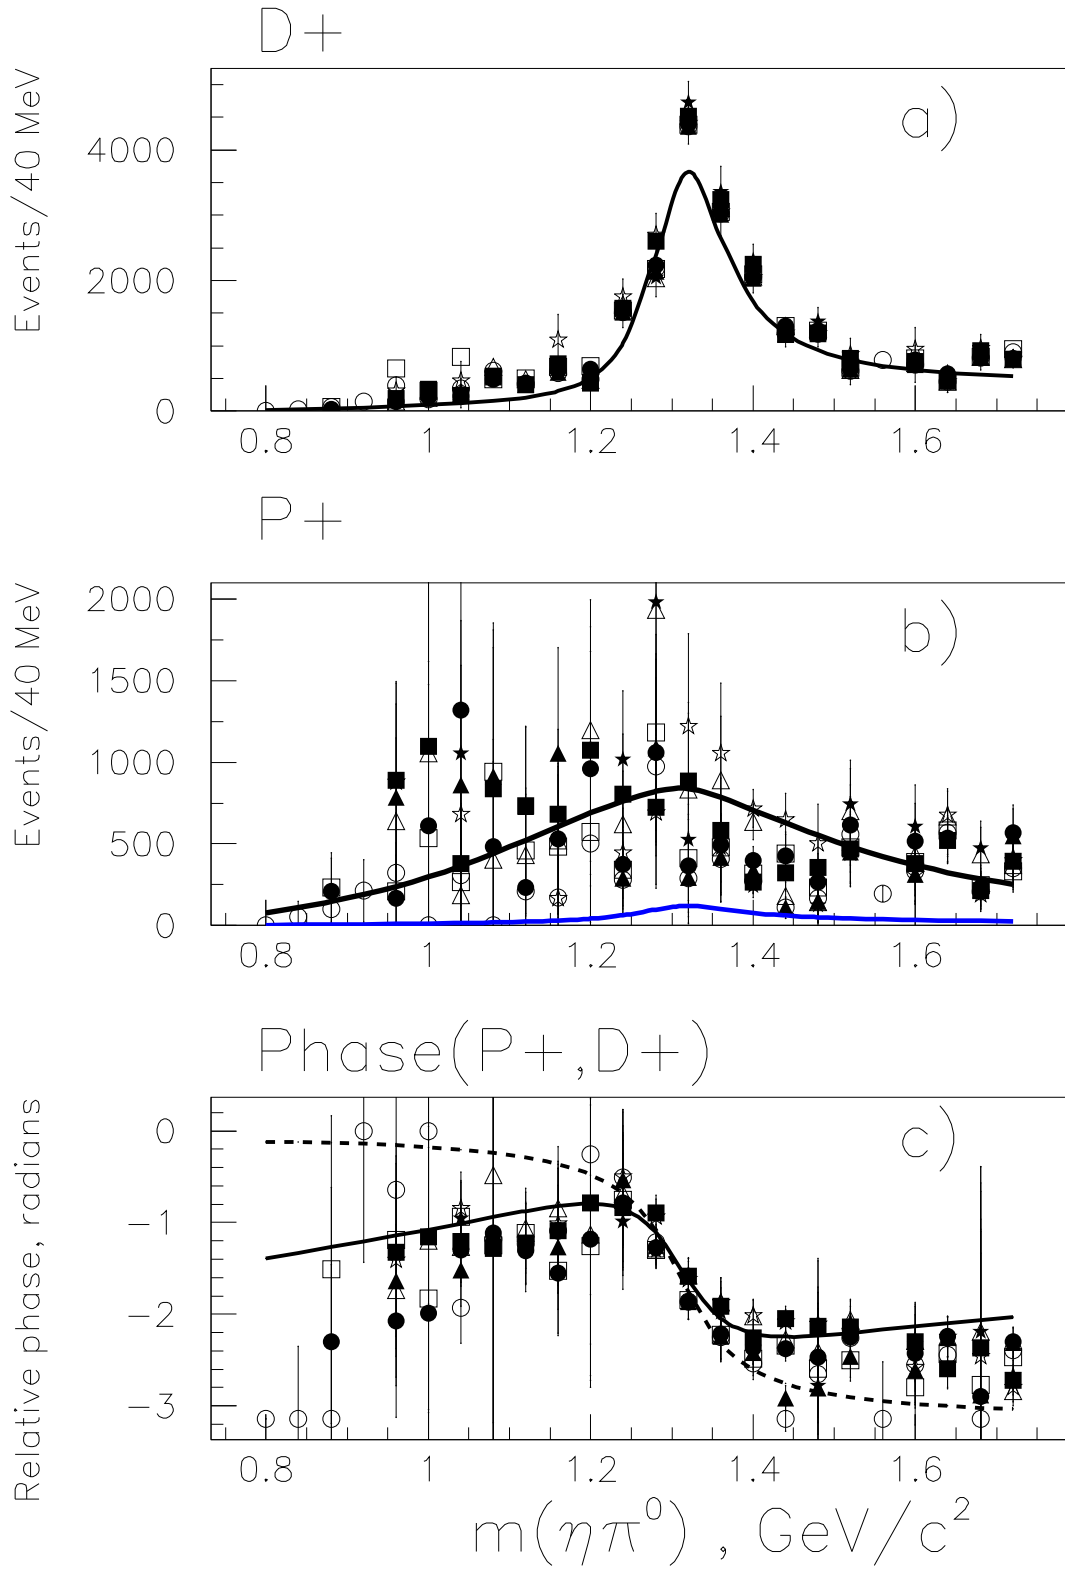 D+
Events/40 MeV
a)
4000
2000
0
0.8 1 1.2 1.4 1.6
P+
Events/40 MeV
b)
2000
1500
1000
500
0
0.8 1 1.2 1.4 1.6
Phase(P+,D+)
Relative phase, radians
c)
0
−1
−2
−3
0.8 1 1.2 1.4 1.6
m(ηπ⁰) , GeV/c²